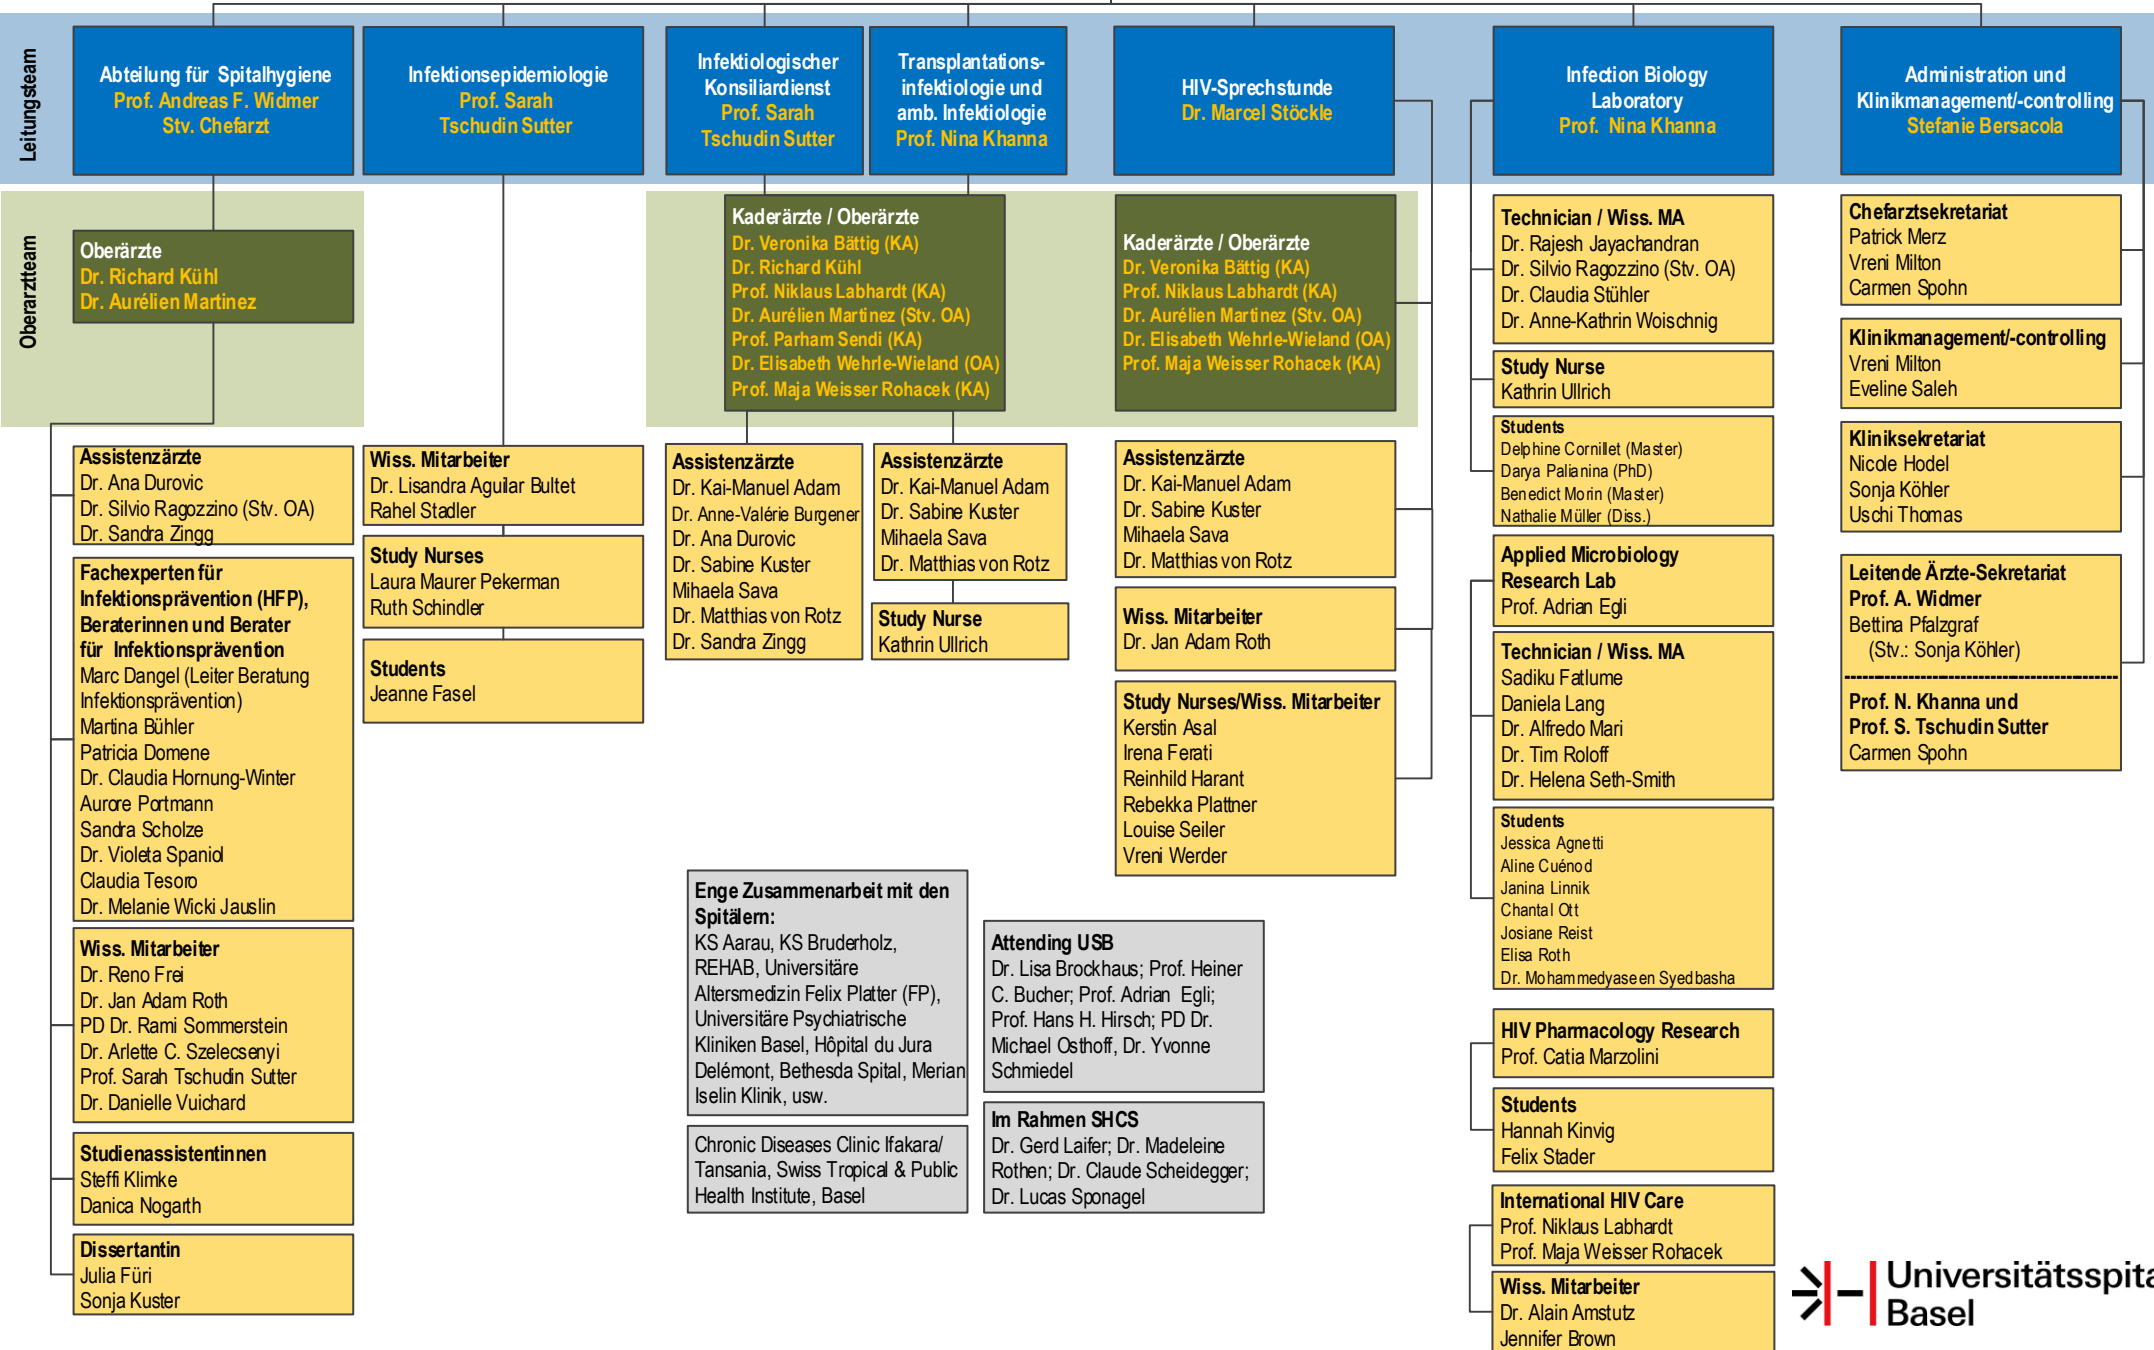 Leitungsteam
Abteilung für Spitalhygiene
Prof. Andreas F. Widmer
Stv. Chefarzt
Infektionsepidemiologie
Prof. Sarah
Tschudin Sutter
Infektiologischer
Konsiliardienst
Prof. Sarah
Tschudin Sutter
Transplantations-
infektiologie und
amb. Infektiologie
Prof. Nina Khanna
HIV-Sprechstunde
Dr. Marcel Stöckle
Infection Biology
Laboratory
Prof. Nina Khanna
Administration und
Klinikmanagement/-controlling
Stefanie Bersacola
Oberarztteam
Oberärzte
Dr. Richard Kühl
Dr. Aurélien Martinez
Kaderärzte / Oberärzte
Dr. Veronika Bättig (KA)
Dr. Richard Kühl
Prof. Niklaus Labhardt (KA)
Dr. Aurélien Martinez (Stv. OA)
Prof. Parham Sendi (KA)
Dr. Elisabeth Wehrle-Wieland (OA)
Prof. Maja Weisser Rohacek (KA)
Kaderärzte / Oberärzte
Dr. Veronika Bättig (KA)
Prof. Niklaus Labhardt (KA)
Dr. Aurélien Martinez (Stv. OA)
Dr. Elisabeth Wehrle-Wieland (OA)
Prof. Maja Weisser Rohacek (KA)
Assistenzärzte
Dr. Ana Durovic
Dr. Silvio Ragozzino (Stv. OA)
Dr. Sandra Zingg
Fachexperten für
Infektionsprävention (HFP),
Beraterinnen und Berater
für Infektionsprävention
Marc Dangel (Leiter Beratung
Infektionsprävention)
Martina Bühler
Patricia Domene
Dr. Claudia Hornung-Winter
Aurore Portmann
Sandra Scholze
Dr. Violeta Spaniol
Claudia Tesoro
Dr. Melanie Wicki Jauslin
Wiss. Mitarbeiter
Dr. Reno Frei
Dr. Jan Adam Roth
PD Dr. Rami Sommerstein
Dr. Arlette C. Szelecsenyi
Prof. Sarah Tschudin Sutter
Dr. Danielle Vuichard
Studienassistentinnen
Steffi Klimke
Danica Nogarth
Dissertantin
Julia Füri
Sonja Kuster
Wiss. Mitarbeiter
Dr. Lisandra Aguilar Bultet
Rahel Stadler
Study Nurses
Laura Maurer Pekerman
Ruth Schindler
Students
Jeanne Fasel
Assistenzärzte
Dr. Kai-Manuel Adam
Dr. Anne-Valérie Burgener
Dr. Ana Durovic
Dr. Sabine Kuster
Mihaela Sava
Dr. Matthias von Rotz
Dr. Sandra Zingg
Assistenzärzte
Dr. Kai-Manuel Adam
Dr. Sabine Kuster
Mihaela Sava
Dr. Matthias von Rotz
Study Nurse
Kathrin Ullrich
Assistenzärzte
Dr. Kai-Manuel Adam
Dr. Sabine Kuster
Mihaela Sava
Dr. Matthias von Rotz
Wiss. Mitarbeiter
Dr. Jan Adam Roth
Study Nurses/Wiss. Mitarbeiter
Kerstin Asal
Irena Ferati
Reinhild Harant
Rebekka Plattner
Louise Seiler
Vreni Werder
Enge Zusammenarbeit mit den
Spitälern:
KS Aarau, KS Bruderholz,
REHAB, Universitäre
Altersmedizin Felix Platter (FP),
Universitäre Psychiatrische
Kliniken Basel, Hôpital du Jura
Delémont, Bethesda Spital, Merian
Iselin Klinik, usw.
Chronic Diseases Clinic Ifakara/
Tansania, Swiss Tropical & Public
Health Institute, Basel
Attending USB
Dr. Lisa Brockhaus; Prof. Heiner
C. Bucher; Prof. Adrian Egli;
Prof. Hans H. Hirsch; PD Dr.
Michael Osthoff, Dr. Yvonne
Schmiedel
Im Rahmen SHCS
Dr. Gerd Laifer; Dr. Madeleine
Rothen; Dr. Claude Scheidegger;
Dr. Lucas Sponagel
Technician / Wiss. MA
Dr. Rajesh Jayachandran
Dr. Silvio Ragozzino (Stv. OA)
Dr. Claudia Stühler
Dr. Anne-Kathrin Woischnig
Study Nurse
Kathrin Ullrich
Students
Delphine Cornillet (Master)
Darya Palianina (PhD)
Benedict Morin (Master)
Nathalie Müller (Diss.)
Applied Microbiology
Research Lab
Prof. Adrian Egli
Technician / Wiss. MA
Sadiku Fatlume
Daniela Lang
Dr. Alfredo Mari
Dr. Tim Roloff
Dr. Helena Seth-Smith
Students
Jessica Agnetti
Aline Cuénod
Janina Linnik
Chantal Ott
Josiane Reist
Elisa Roth
Dr. Mohammedyaseen Syedbasha
HIV Pharmacology Research
Prof. Catia Marzolini
Students
Hannah Kinvig
Felix Stader
International HIV Care
Prof. Niklaus Labhardt
Prof. Maja Weisser Rohacek
Wiss. Mitarbeiter
Dr. Alain Amstutz
Jennifer Brown
Chefarztsekretariat
Patrick Merz
Vreni Milton
Carmen Spohn
Klinikmanagement/-controlling
Vreni Milton
Eveline Saleh
Kliniksekretariat
Nicole Hodel
Sonja Köhler
Uschi Thomas
Leitende Ärzte-Sekretariat
Prof. A. Widmer
Bettina Pfalzgraf
(Stv.: Sonja Köhler)
Prof. N. Khanna und
Prof. S. Tschudin Sutter
Carmen Spohn
Universitätsspita
Basel